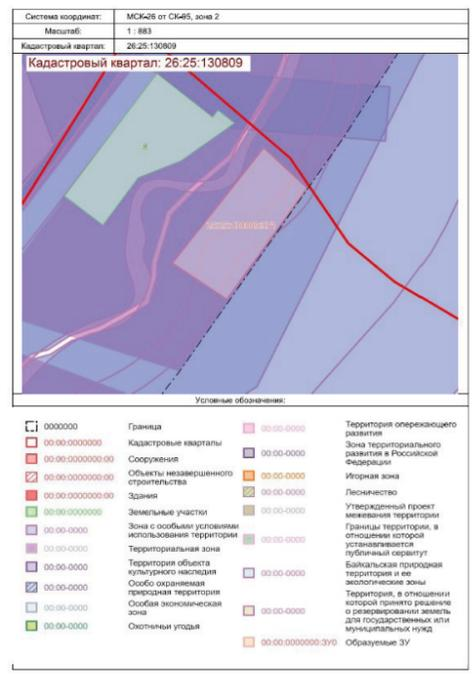 Система координат: МСК-26 от СК-95, зона 2
Масштаб: 1 : 883
Кадастровый квартал: 26:25:130809
Кадастровый квартал: 26:25:130809
Условные обозначения:
0000000 Граница
00:00:0000000 Кадастровые кварталы
00:00:0000000:00 Сооружения
00:00:0000000:00 Объекты незавершенного
строительства
00:00:0000000:00 Здания
00:00:0000000 Земельные участки
00:00-0000 Зона с особыми условиями
использования территории
00:00-0000 Территориальная зона
00:00-0000 Территория объекта
культурного наследия
00:00-0000 Особо охраняемая
природная территория
00:00-0000 Особая экономическая
зона
00:00-0000 Охотничьи угодья
00:00-0000 Территория опережающего
развития
00:00-0000 Зона территориального
развития в Российской
Федерации
00:00-0000 Игорная зона
00:00-0000 Лесничество
00:00-0000 Утвержденный проект
межевания территории
00:00-0000 Границы территории, в
отношении которой
устанавливается
публичный сервитут
00:00-0000 Байкальская природная
территория и ее
экологические зоны
00:00-0000 Территория, в отношении
которой принято решение
о резервировании земель
для государственных или
муниципальных нужд
00:00:0000000:ЗУ0 Образуемые ЗУ